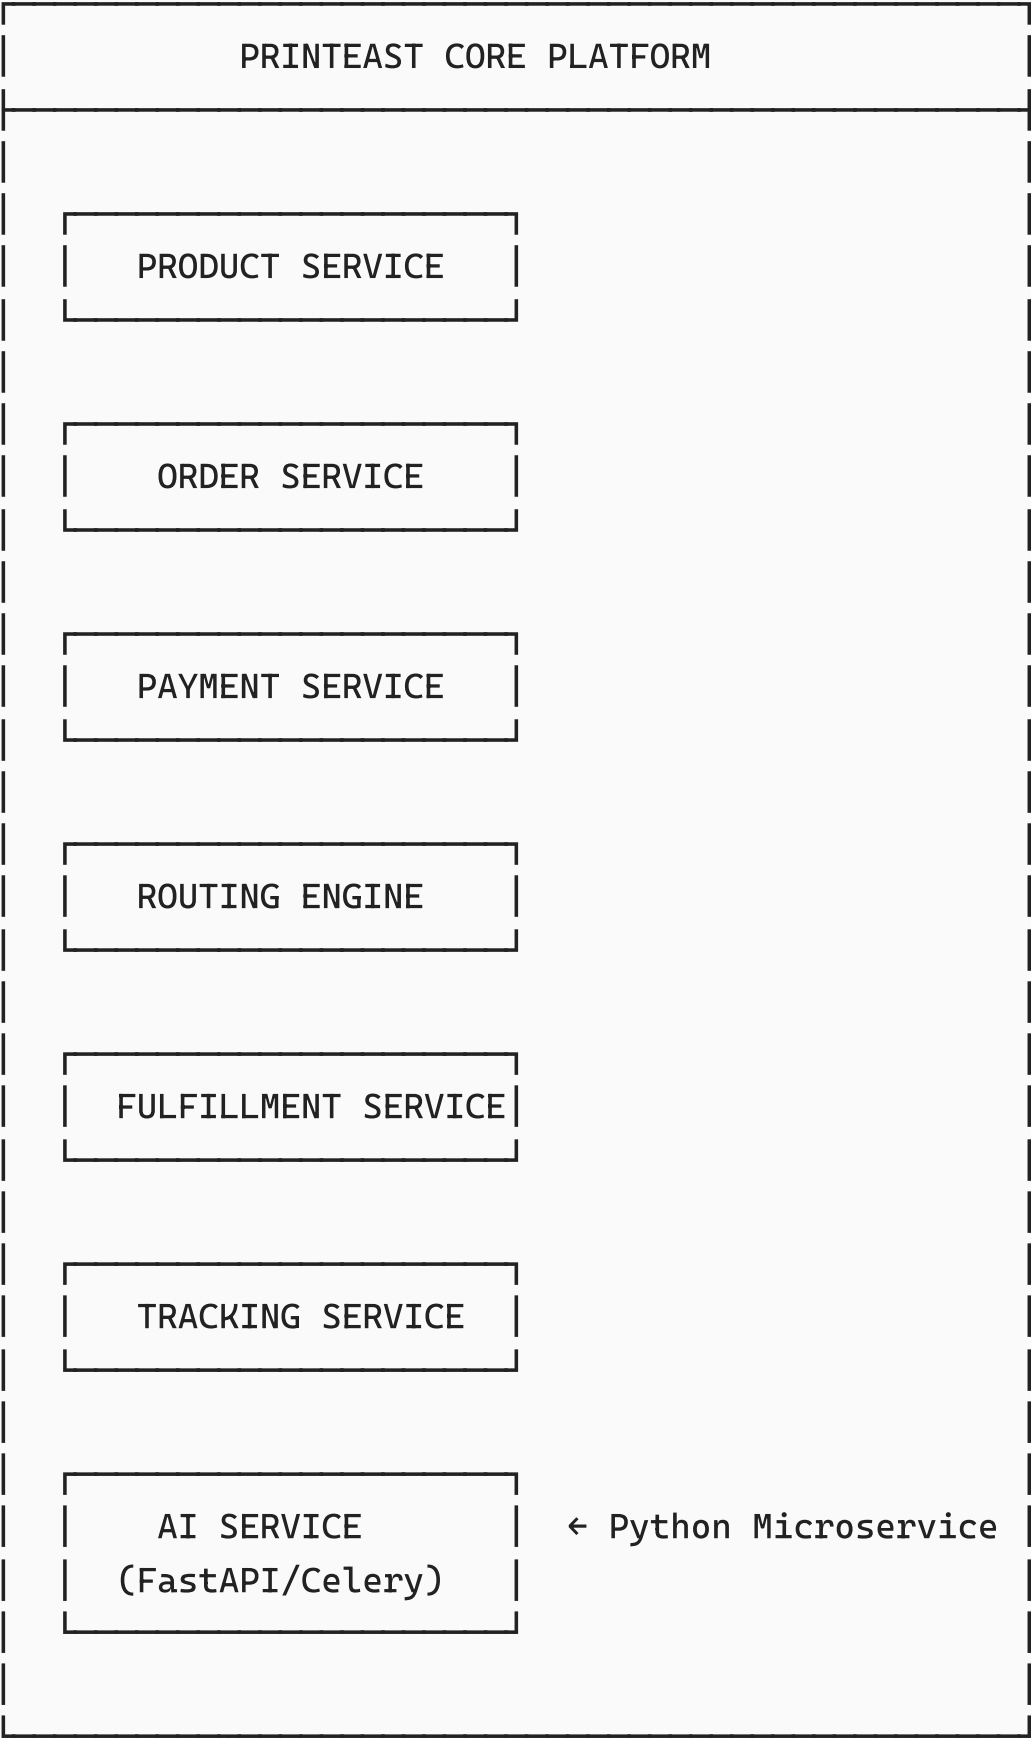 PRINTEAST CORE PLATFORM
PRODUCT SERVICE
ORDER SERVICE
PAYMENT SERVICE
ROUTING ENGINE
FULFILLMENT SERVICE
TRACKING SERVICE
AI SERVICE ← Python Microservice
(FastAPI/Celery)